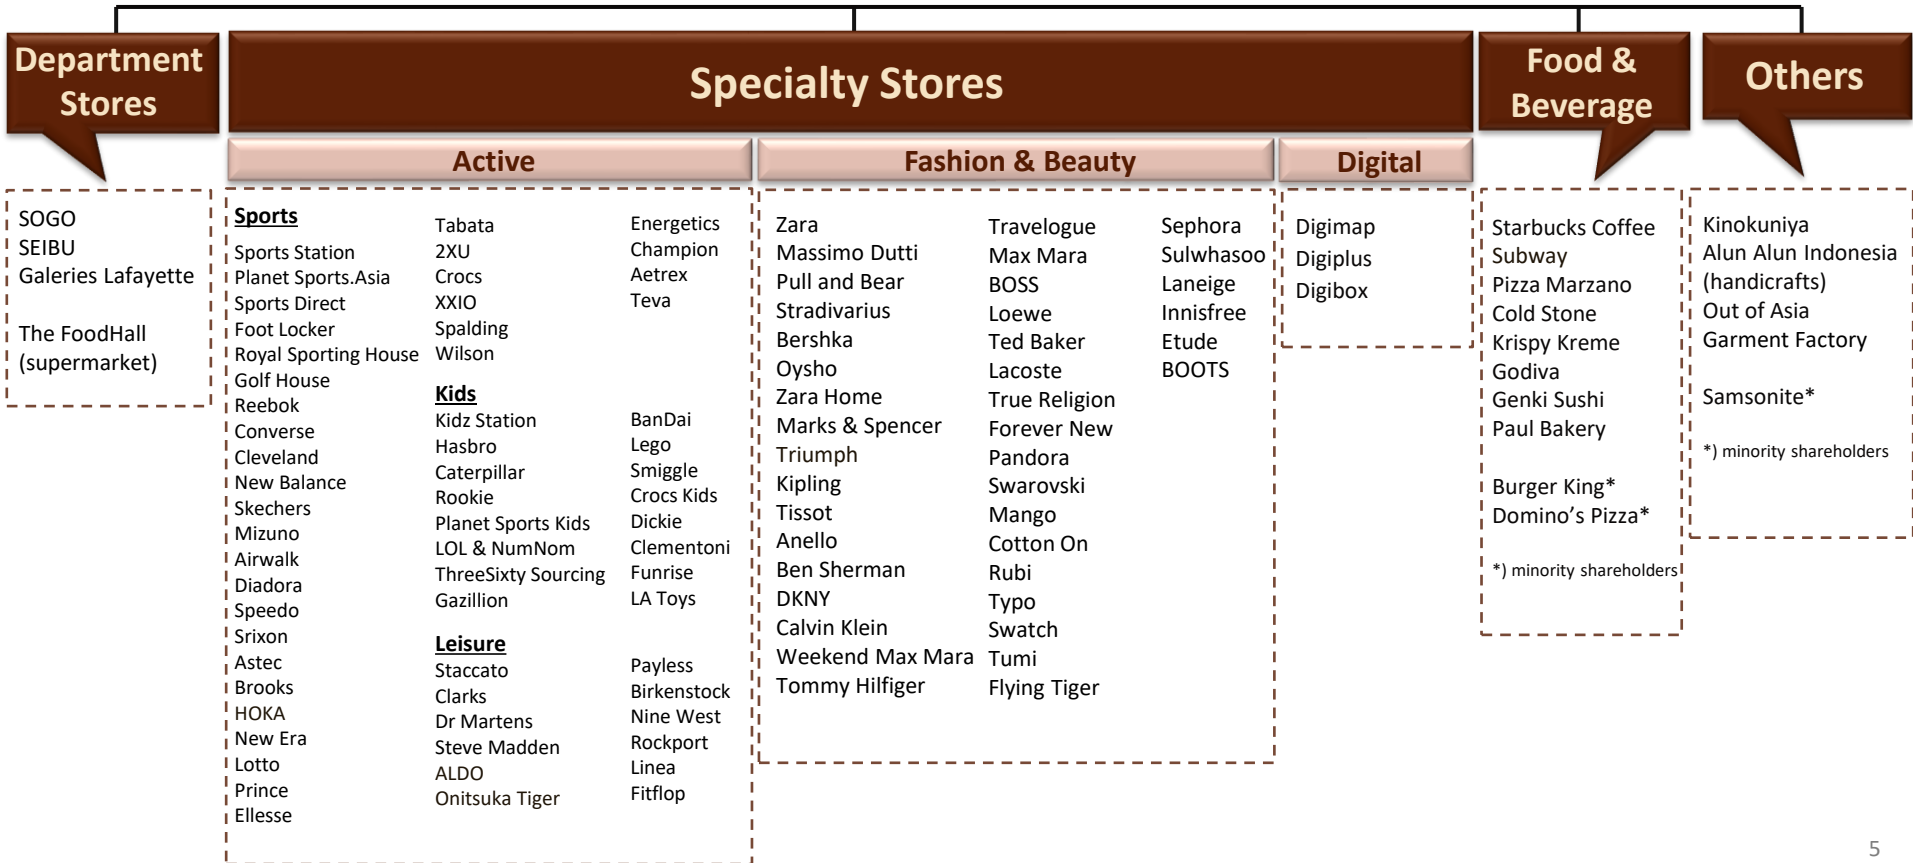 Department
Stores
Specialty Stores
Food &
Beverage
Others
Active
Fashion & Beauty
Digital
SOGO
SEIBU
Galeries Lafayette
The FoodHall
(supermarket)
Sports
Sports Station
Planet Sports.Asia
Sports Direct
Foot Locker
Royal Sporting House
Golf House
Reebok
Converse
Cleveland
New Balance
Skechers
Mizuno
Airwalk
Diadora
Speedo
Srixon
Astec
Brooks
HOKA
New Era
Lotto
Prince
Ellesse
Tabata
2XU
Crocs
XXIO
Spalding
Wilson
Energetics
Champion
Aetrex
Teva
Kids
Kidz Station
Hasbro
Caterpillar
Rookie
Planet Sports Kids
LOL & NumNom
ThreeSixty Sourcing
Gazillion
BanDai
Lego
Smiggle
Crocs Kids
Dickie
Clementoni
Funrise
LA Toys
Leisure
Staccato
Clarks
Dr Martens
Steve Madden
ALDO
Onitsuka Tiger
Payless
Birkenstock
Nine West
Rockport
Linea
Fitflop
Zara
Massimo Dutti
Pull and Bear
Stradivarius
Bershka
Oysho
Zara Home
Marks & Spencer
Triumph
Kipling
Tissot
Anello
Ben Sherman
DKNY
Calvin Klein
Weekend Max Mara
Tommy Hilfiger
Travelogue
Max Mara
BOSS
Loewe
Ted Baker
Lacoste
True Religion
Forever New
Pandora
Swarovski
Mango
Cotton On
Rubi
Typo
Swatch
Tumi
Flying Tiger
Sephora
Sulwhasoo
Laneige
Innisfree
Etude
BOOTS
Digimap
Digiplus
Digibox
Starbucks Coffee
Subway
Pizza Marzano
Cold Stone
Krispy Kreme
Godiva
Genki Sushi
Paul Bakery
Burger King*
Domino’s Pizza*
*) minority shareholders
Kinokuniya
Alun Alun Indonesia
(handicrafts)
Out of Asia
Garment Factory
Samsonite*
*) minority shareholders
5